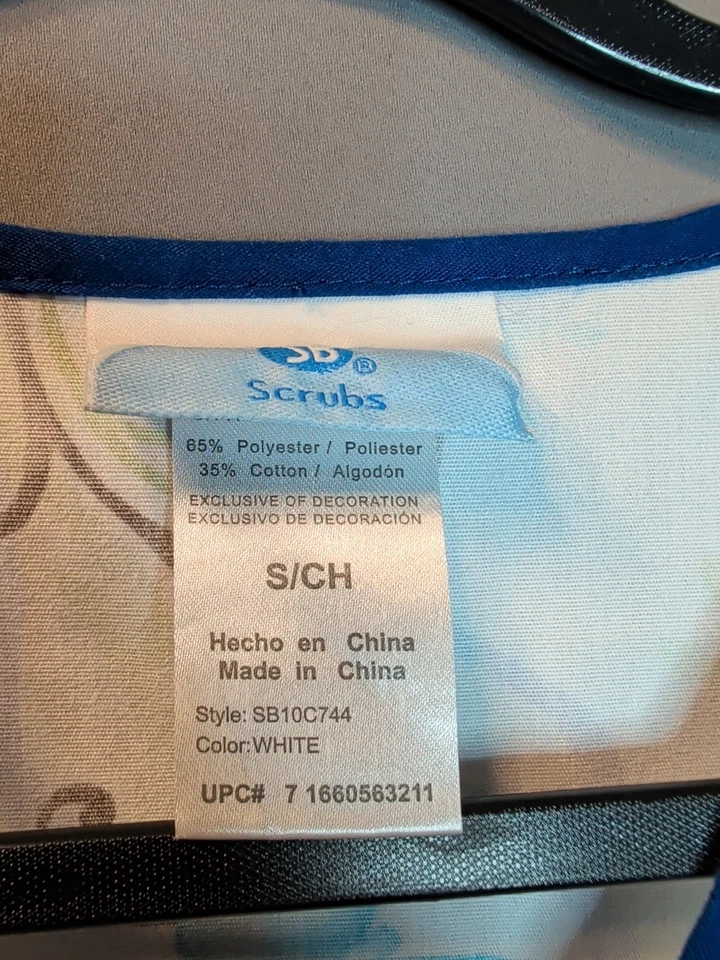 SB®
Scrubs
65% Polyester / Poliester
35% Cotton / Algodón
EXCLUSIVE OF DECORATION
EXCLUSIVO DE DECORACIÓN
S/CH
Hecho en China
Made in China
Style: SB10C744
Color:WHITE
UPC# 7 1660563211